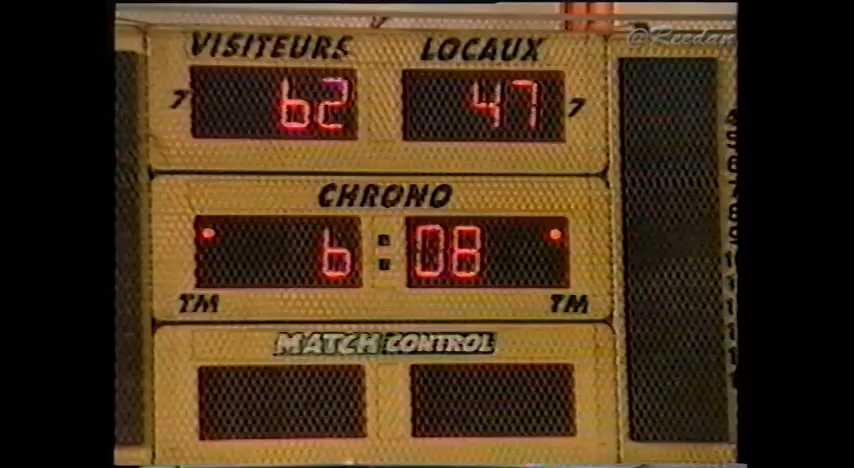 @Reedan
VISITEURS LOCAUX
7 62 47 7
CHRONO
6:08
TM TM
MATCH CONTROL